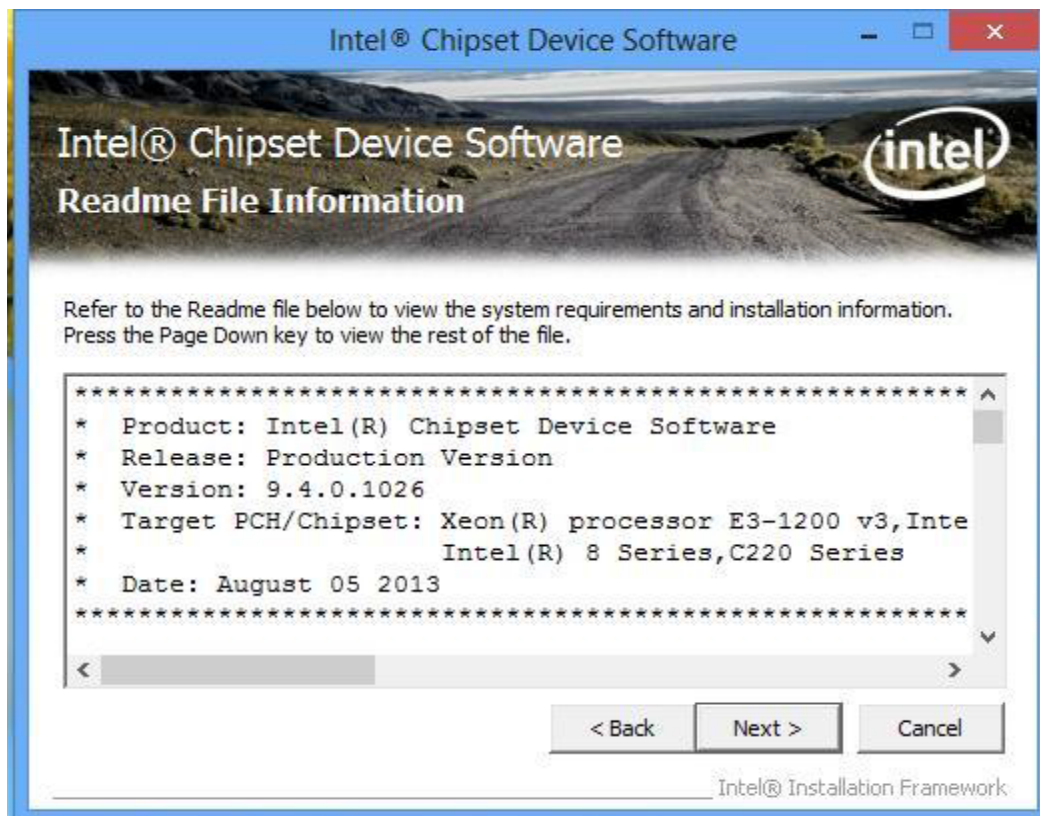 Intel® Chipset Device Software
Intel® Chipset Device Software
intel
Readme File Information
Refer to the Readme file below to view the system requirements and installation information.
Press the Page Down key to view the rest of the file.
*********************************************************
* Product: Intel(R) Chipset Device Software
* Release: Production Version
* Version: 9.4.0.1026
* Target PCH/Chipset: Xeon(R) processor E3-1200 v3,Inte
* Intel(R) 8 Series,C220 Series
* Date: August 05 2013
*********************************************************
< Back Next > Cancel
Intel® Installation Framework